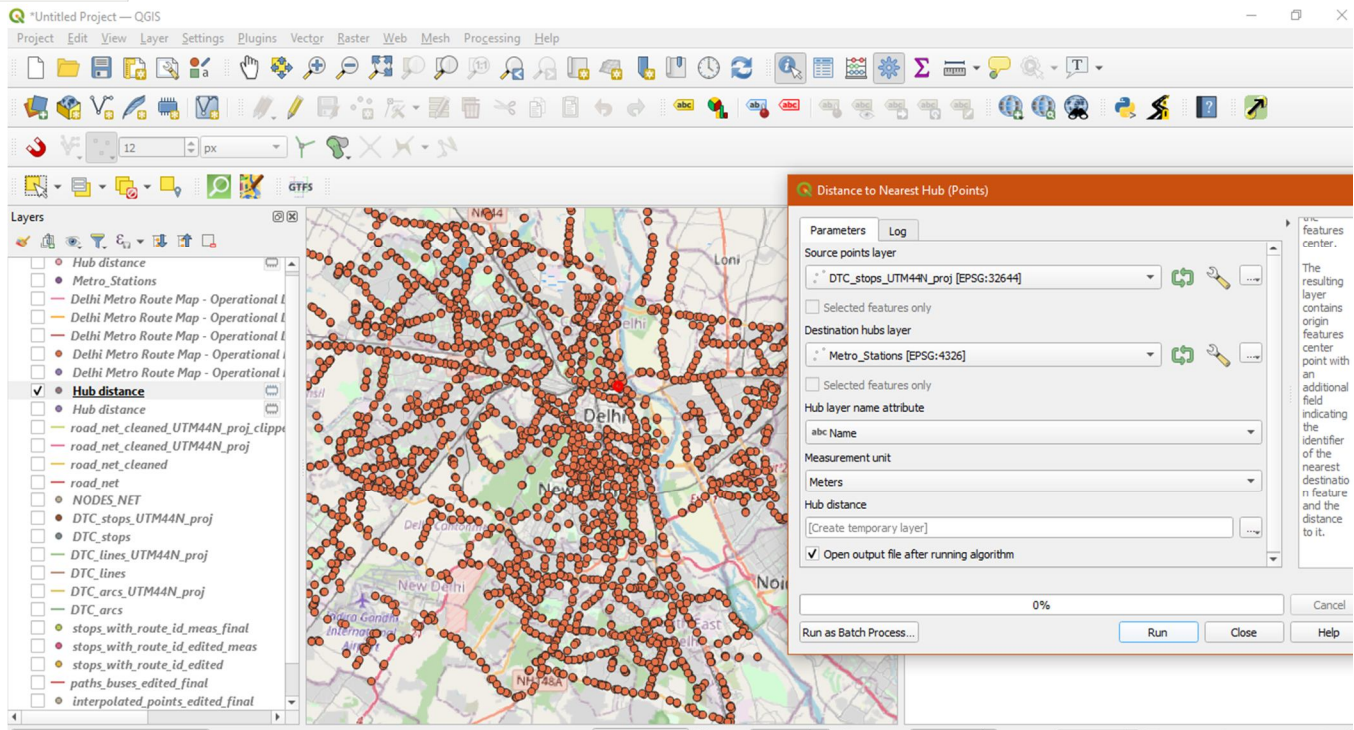 *Untitled Project — QGIS
Project Edit View Layer Settings Plugins Vector Raster Web Mesh Processing Help
12
px
GTFS
Layers
Hub distance
Metro_Stations
Delhi Metro Route Map - Operational
Delhi Metro Route Map - Operational
Delhi Metro Route Map - Operational
Delhi Metro Route Map - Operational
Delhi Metro Route Map - Operational
Hub distance
Hub distance
road_net_cleaned_UTM44N_proj_clippe
road_net_cleaned_UTM44N_proj
road_net_cleaned
road_net
NODES_NET
DTC_stops_UTM44N_proj
DTC_stops
DTC_lines_UTM44N_proj
DTC_lines
DTC_arcs_UTM44N_proj
DTC_arcs
stops_with_route_id_meas_final
stops_with_route_id_edited_meas
stops_with_route_id_edited
paths_buses_edited_final
interpolated_points_edited_final
Loni
Delhi
New Delhi
NH48A
Distance to Nearest Hub (Points)
Parameters Log
Source points layer
DTC_stops_UTM44N_proj [EPSG:32644]
Selected features only
Destination hubs layer
Metro_Stations [EPSG:4326]
Selected features only
Hub layer name attribute
abc Name
Measurement unit
Meters
Hub distance
[Create temporary layer]
Open output file after running algorithm
0%
Cancel
Run as Batch Process...
Run
Close
Help
features
center.
The
resulting
layer
contains
origin
features
center
point with
an
additional
field
indicating
the
identifier
of the
nearest
destinatio
n feature
and the
distance
to it.